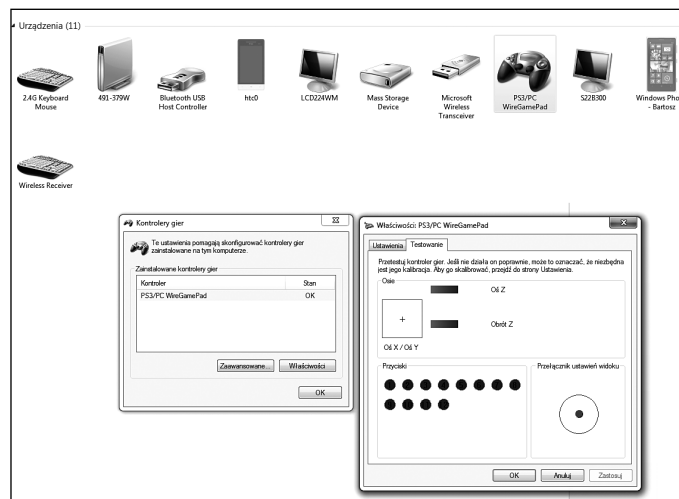 Urządzenia (11)
2.4G Keyboard Mouse
491-379W
Bluetooth USB Host Controller
htc0
LCD224WM
Mass Storage Device
Microsoft Wireless Transceiver
PS3/PC WireGamePad
S22B300
Windows Pho - Bartosz
Wireless Receiver
Kontrolery gier
Te ustawienia pomagają skonfigurować kontrolery gier
zainstalowane na tym komputerze.
Zainstalowane kontrolery gier
Kontroler Stan
PS3/PC WireGamePad OK
Zaawansowane... Właściwości
OK
Właściwości: PS3/PC WireGamePad
Ustawienia Testowanie
Przetestuj kontroler gier. Jeśli nie działa on poprawnie, może to oznaczać, że niezbędna
jest jego kalibracja. Aby go skalibrować, przejdź do strony Ustawienia.
Osie
Oś Z
Obrót Z
Oś X / Oś Y
Przyciski
Przełącznik ustawień widoku
OK Anuluj Zastosuj